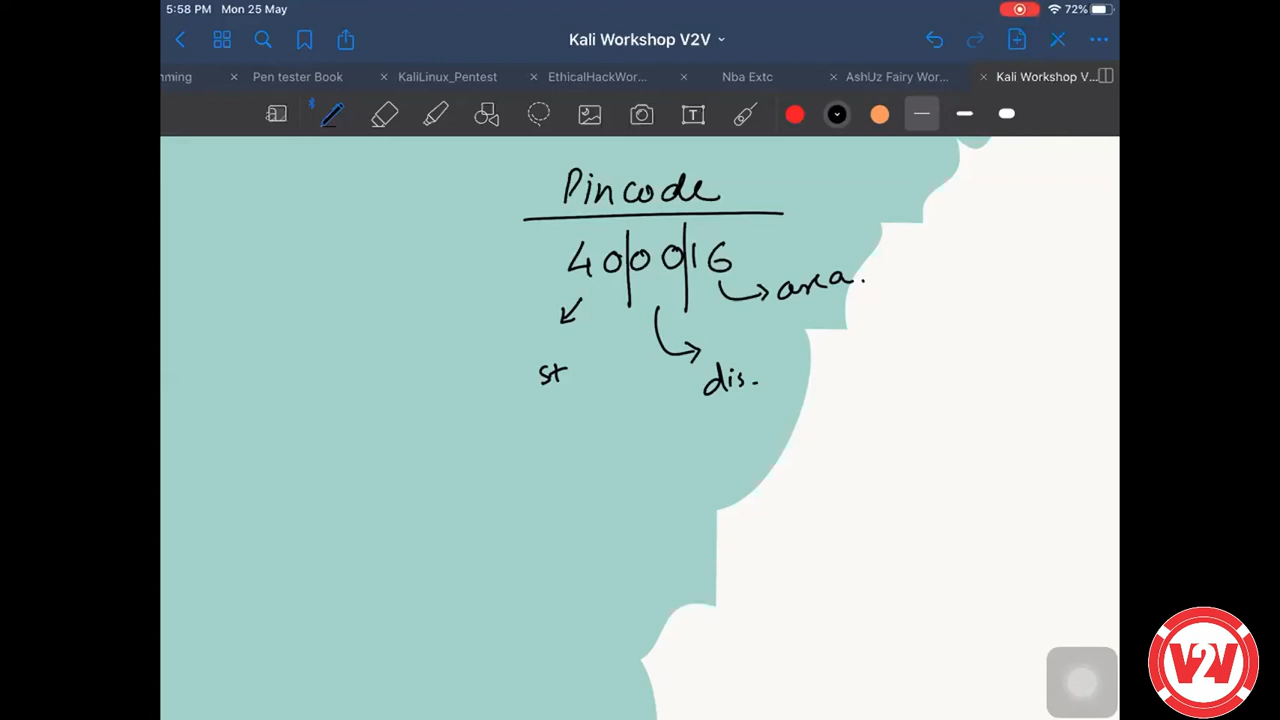 5:58 PM Mon 25 May
72%
Kali Workshop V2V
mming
Pen tester Book
KaliLinux_Pentest
EthicalHackWor...
Nba Extc
AshUz Fairy Wor...
Kali Workshop V...
T
Pincode
40|00|16
area.
st
dis.
V2V